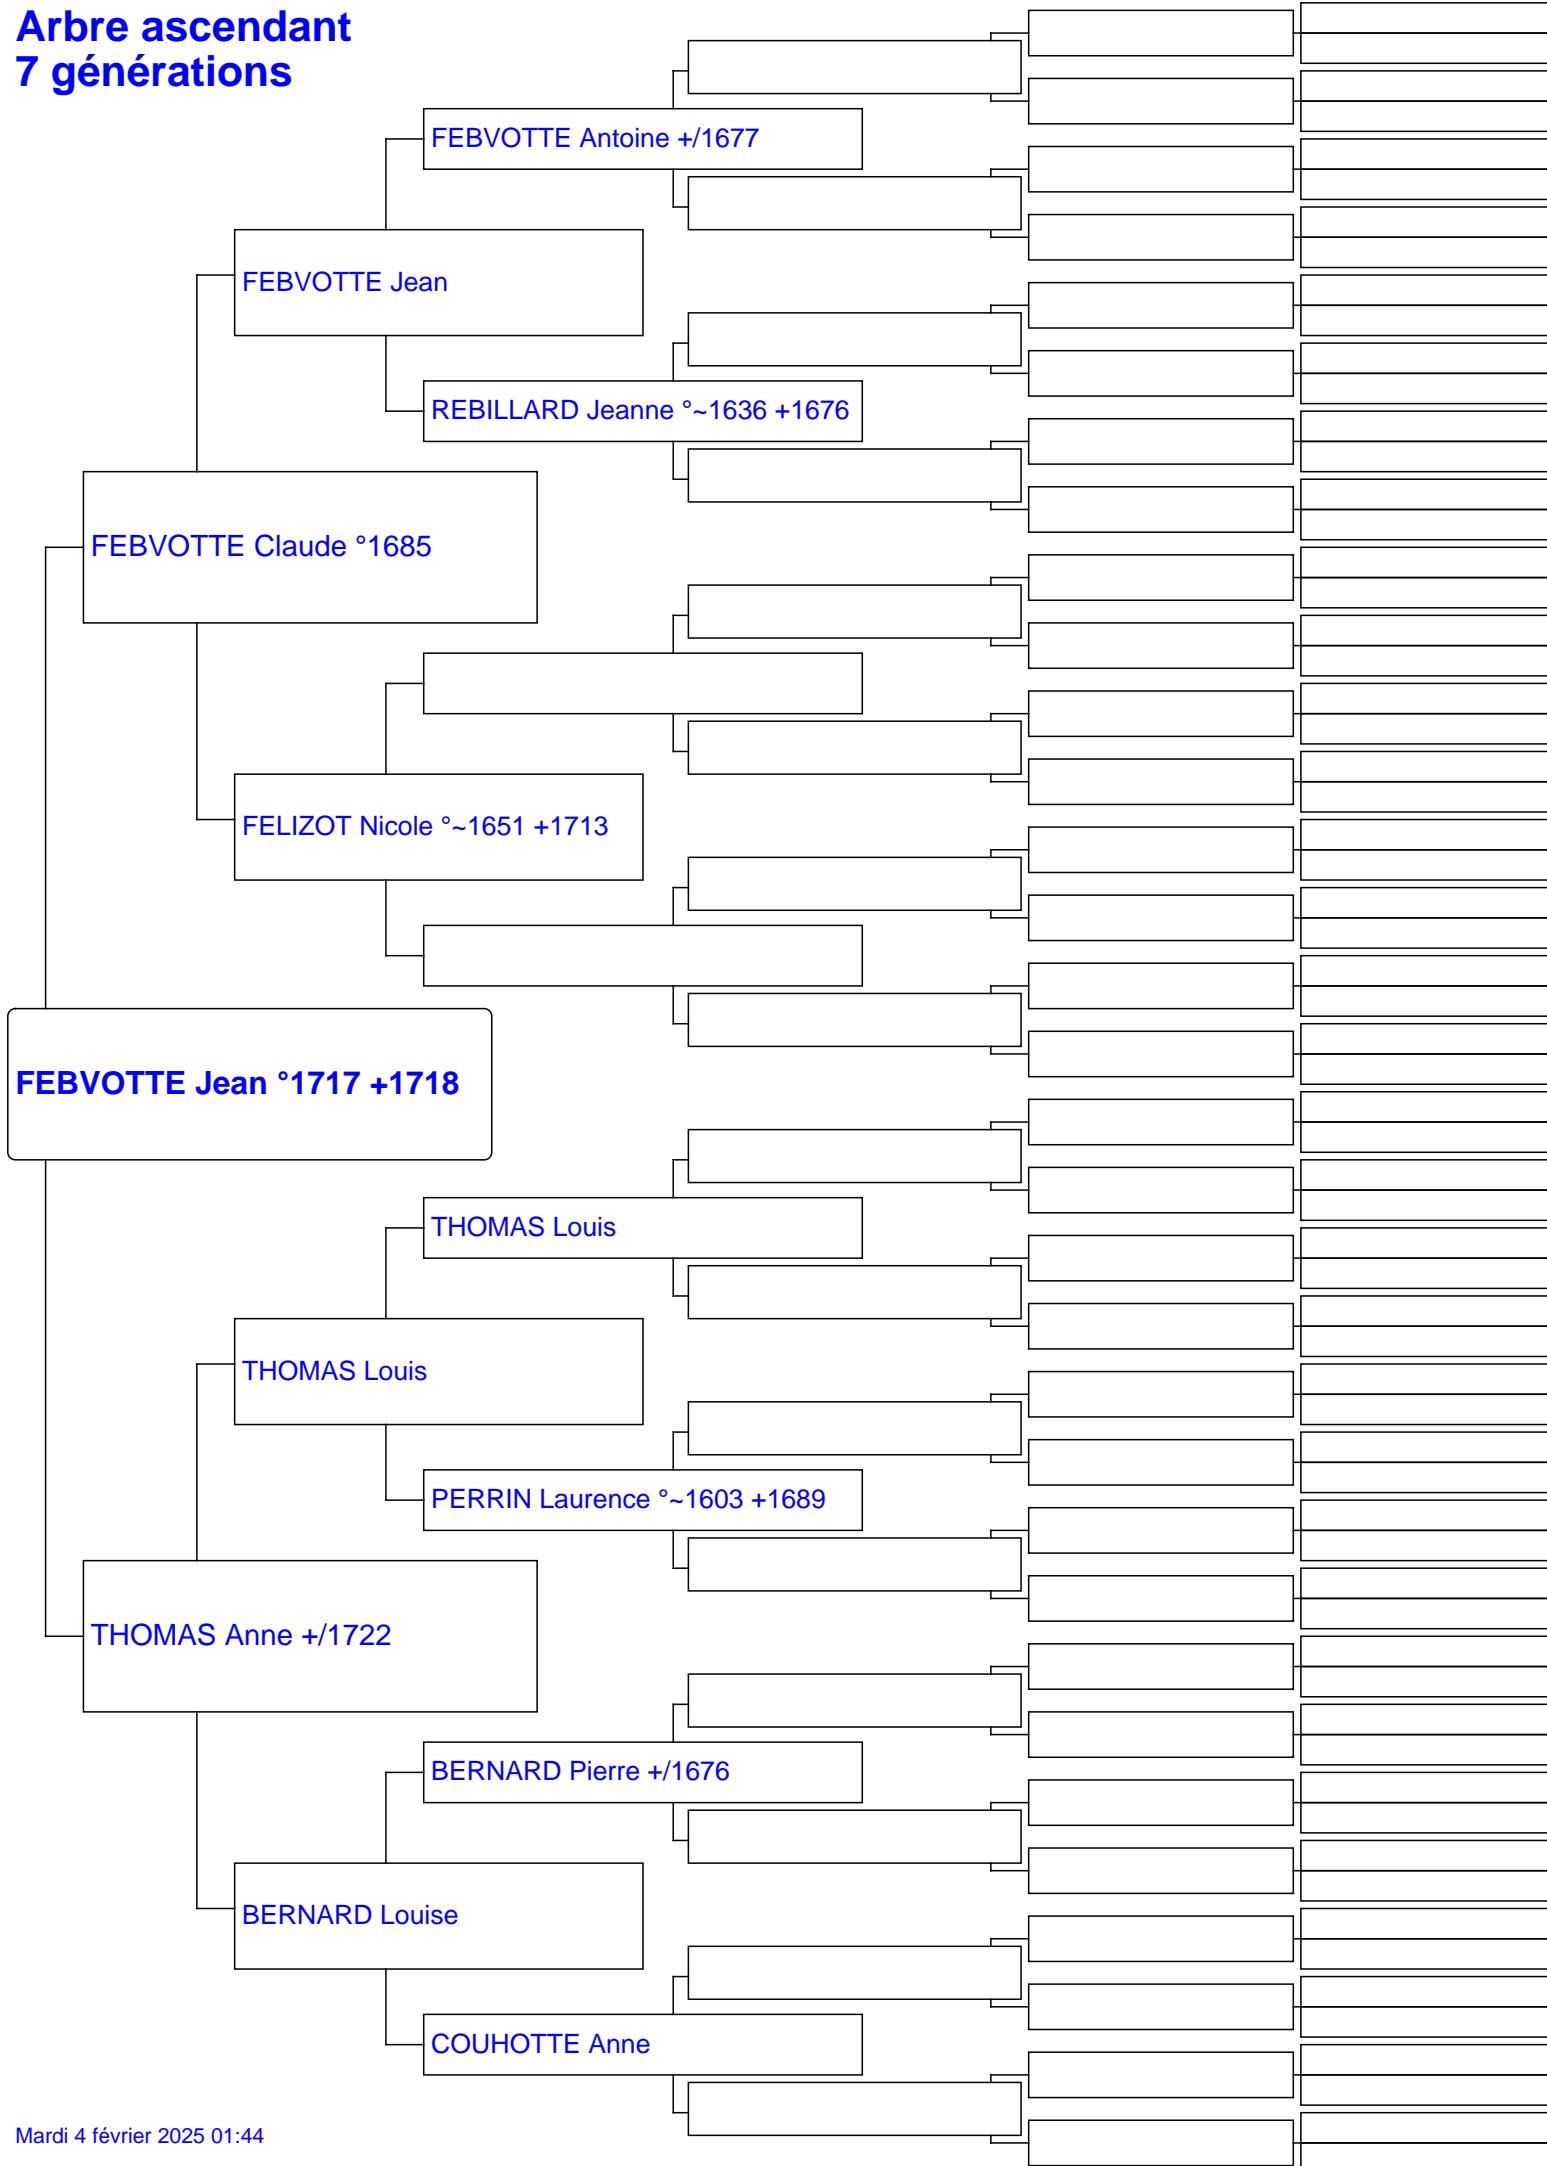 Arbre ascendant
7 générations
FEBVOTTE Antoine +/1677
FEBVOTTE Jean
REBILLARD Jeanne °~1636 +1676
FEBVOTTE Claude °1685
FELIZOT Nicole °~1651 +1713
FEBVOTTE Jean °1717 +1718
THOMAS Louis
THOMAS Louis
PERRIN Laurence °~1603 +1689
THOMAS Anne +/1722
BERNARD Pierre +/1676
BERNARD Louise
COUHOTTE Anne
Mardi 4 février 2025 01:44